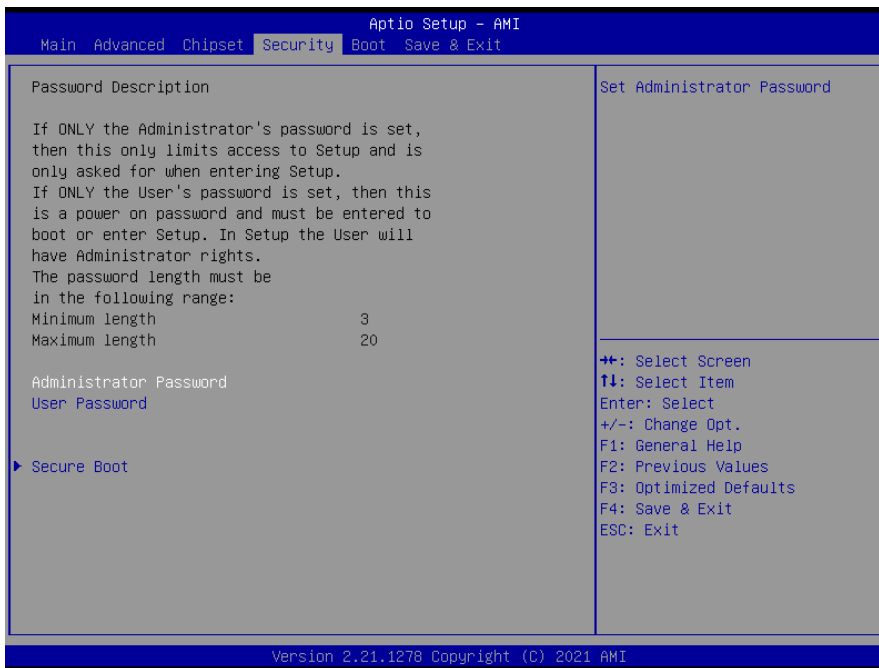 Aptio Setup - AMI
Main Advanced Chipset Security Boot Save & Exit
Password Description
If ONLY the Administrator's password is set,
then this only limits access to Setup and is
only asked for when entering Setup.
If ONLY the User's password is set, then this
is a power on password and must be entered to
boot or enter Setup. In Setup the User will
have Administrator rights.
The password length must be
in the following range:
Minimum length 3
Maximum length 20
Administrator Password
User Password
Secure Boot
Set Administrator Password
→←: Select Screen
↑↓: Select Item
Enter: Select
+/-: Change Opt.
F1: General Help
F2: Previous Values
F3: Optimized Defaults
F4: Save & Exit
ESC: Exit
Version 2.21.1278 Copyright (C) 2021 AMI